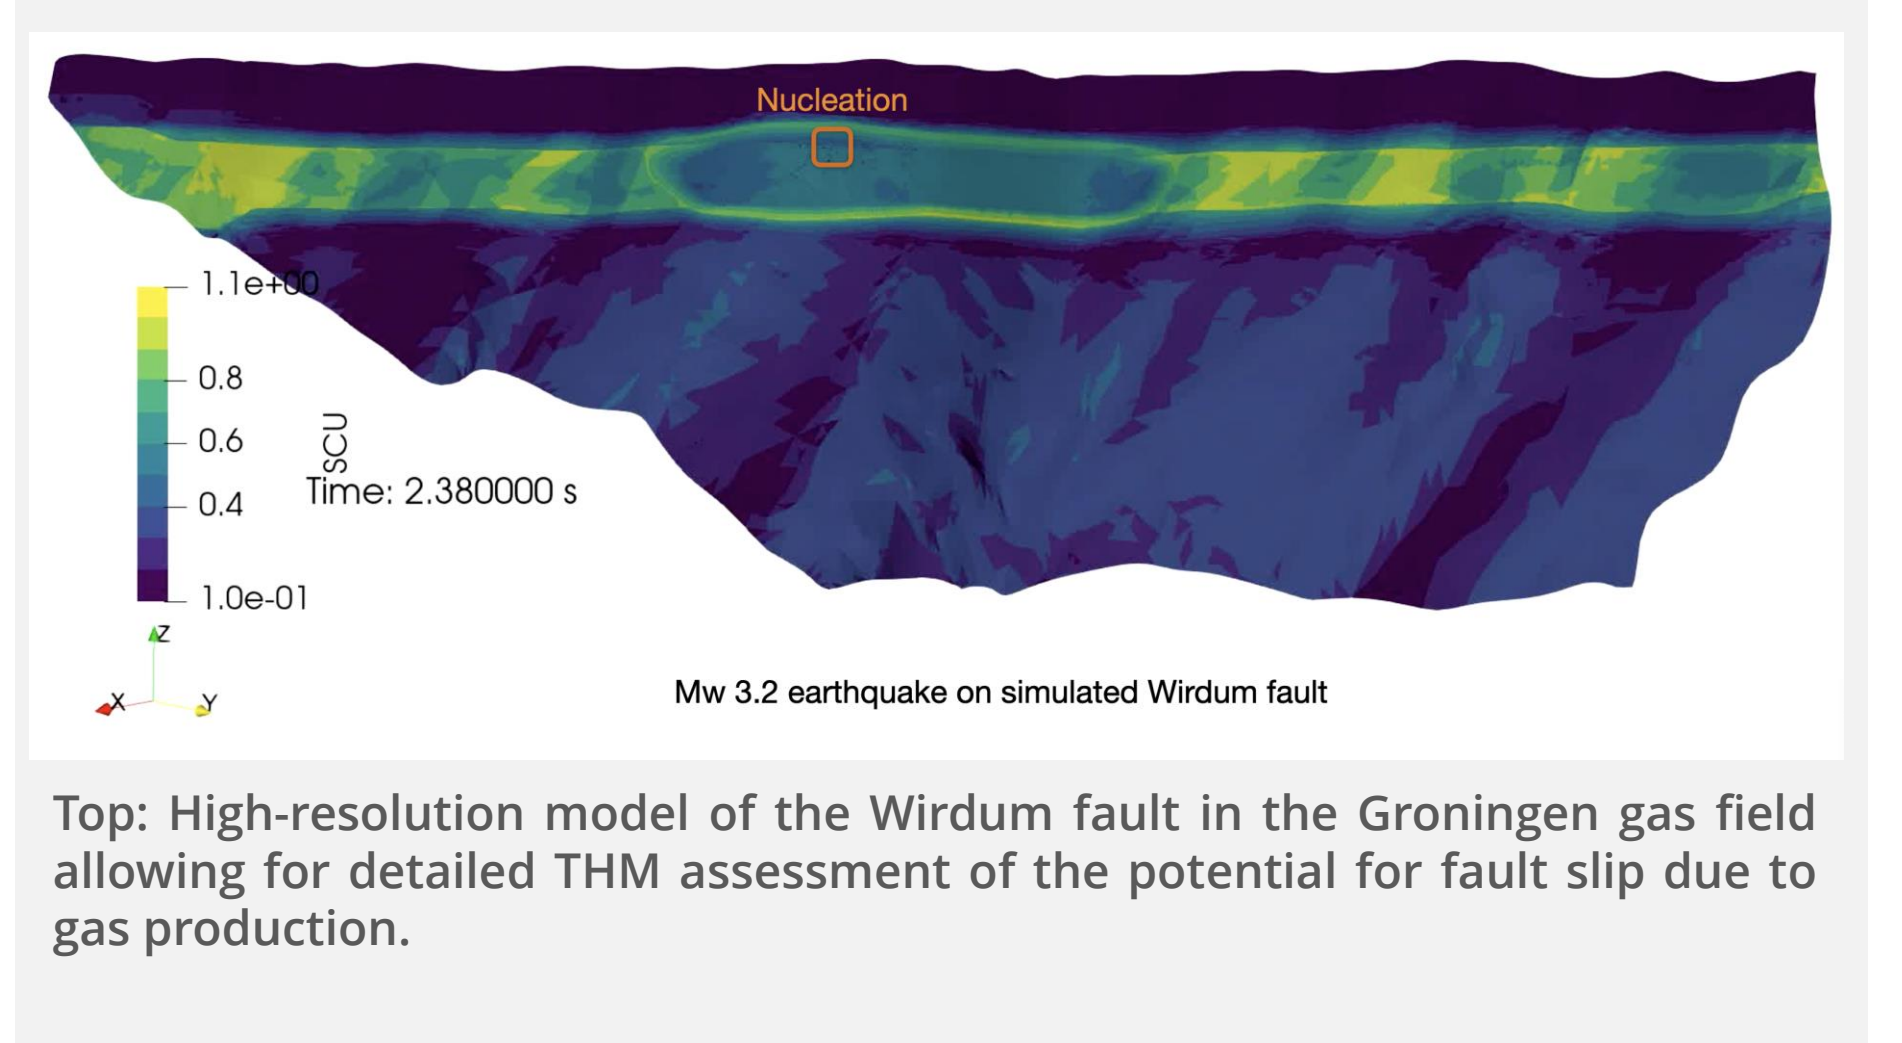 Nucleation
1.1e+00
0.8
0.6
0.4
1.0e-01
SCU
Time: 2.380000 s
Z
X
Y
Mw 3.2 earthquake on simulated Wirdum fault
Top: High-resolution model of the Wirdum fault in the Groningen gas field
allowing for detailed THM assessment of the potential for fault slip due to
gas production.